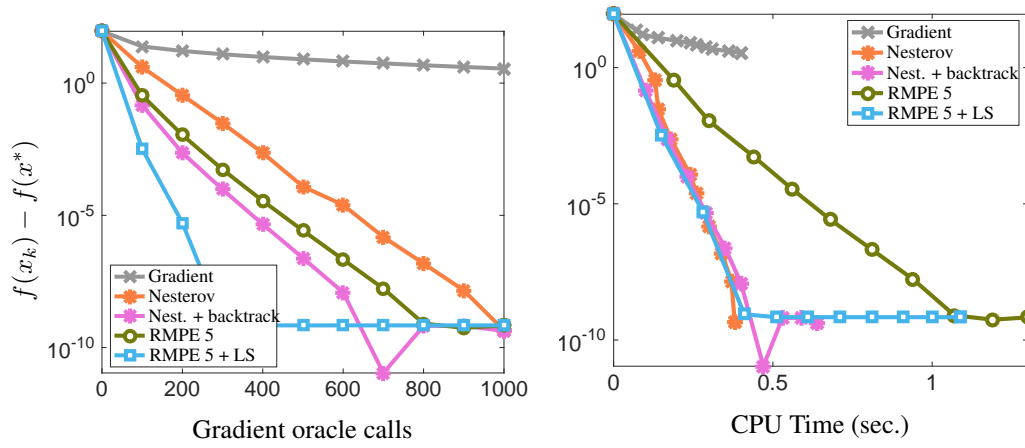 f(x_k) − f(x^*)
10^0
10^{-5}
10^{-10}
Gradient
Nesterov
Nest. + backtrack
RMPE 5
RMPE 5 + LS
0 200 400 600 800 1000
Gradient oracle calls
10^0
10^{-5}
10^{-10}
Gradient
Nesterov
Nest. + backtrack
RMPE 5
RMPE 5 + LS
0 0.5 1
CPU Time (sec.)